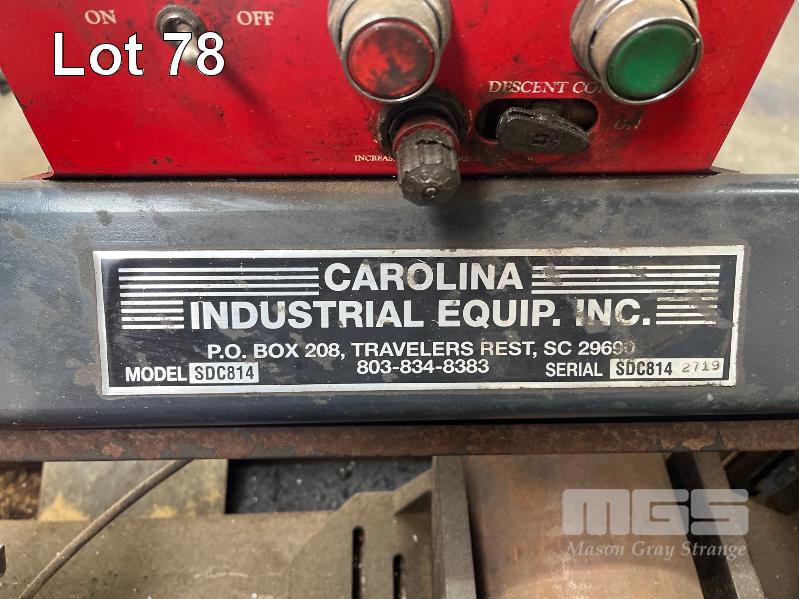 ON OFF
Lot 78
DESCENT
ON
CAROLINA
INDUSTRIAL EQUIP. INC.
P.O. BOX 208, TRAVELERS REST, SC 29690
MODEL SDC814 803-834-8383 SERIAL SDC814 2719
MGS
Mason Gray Strange